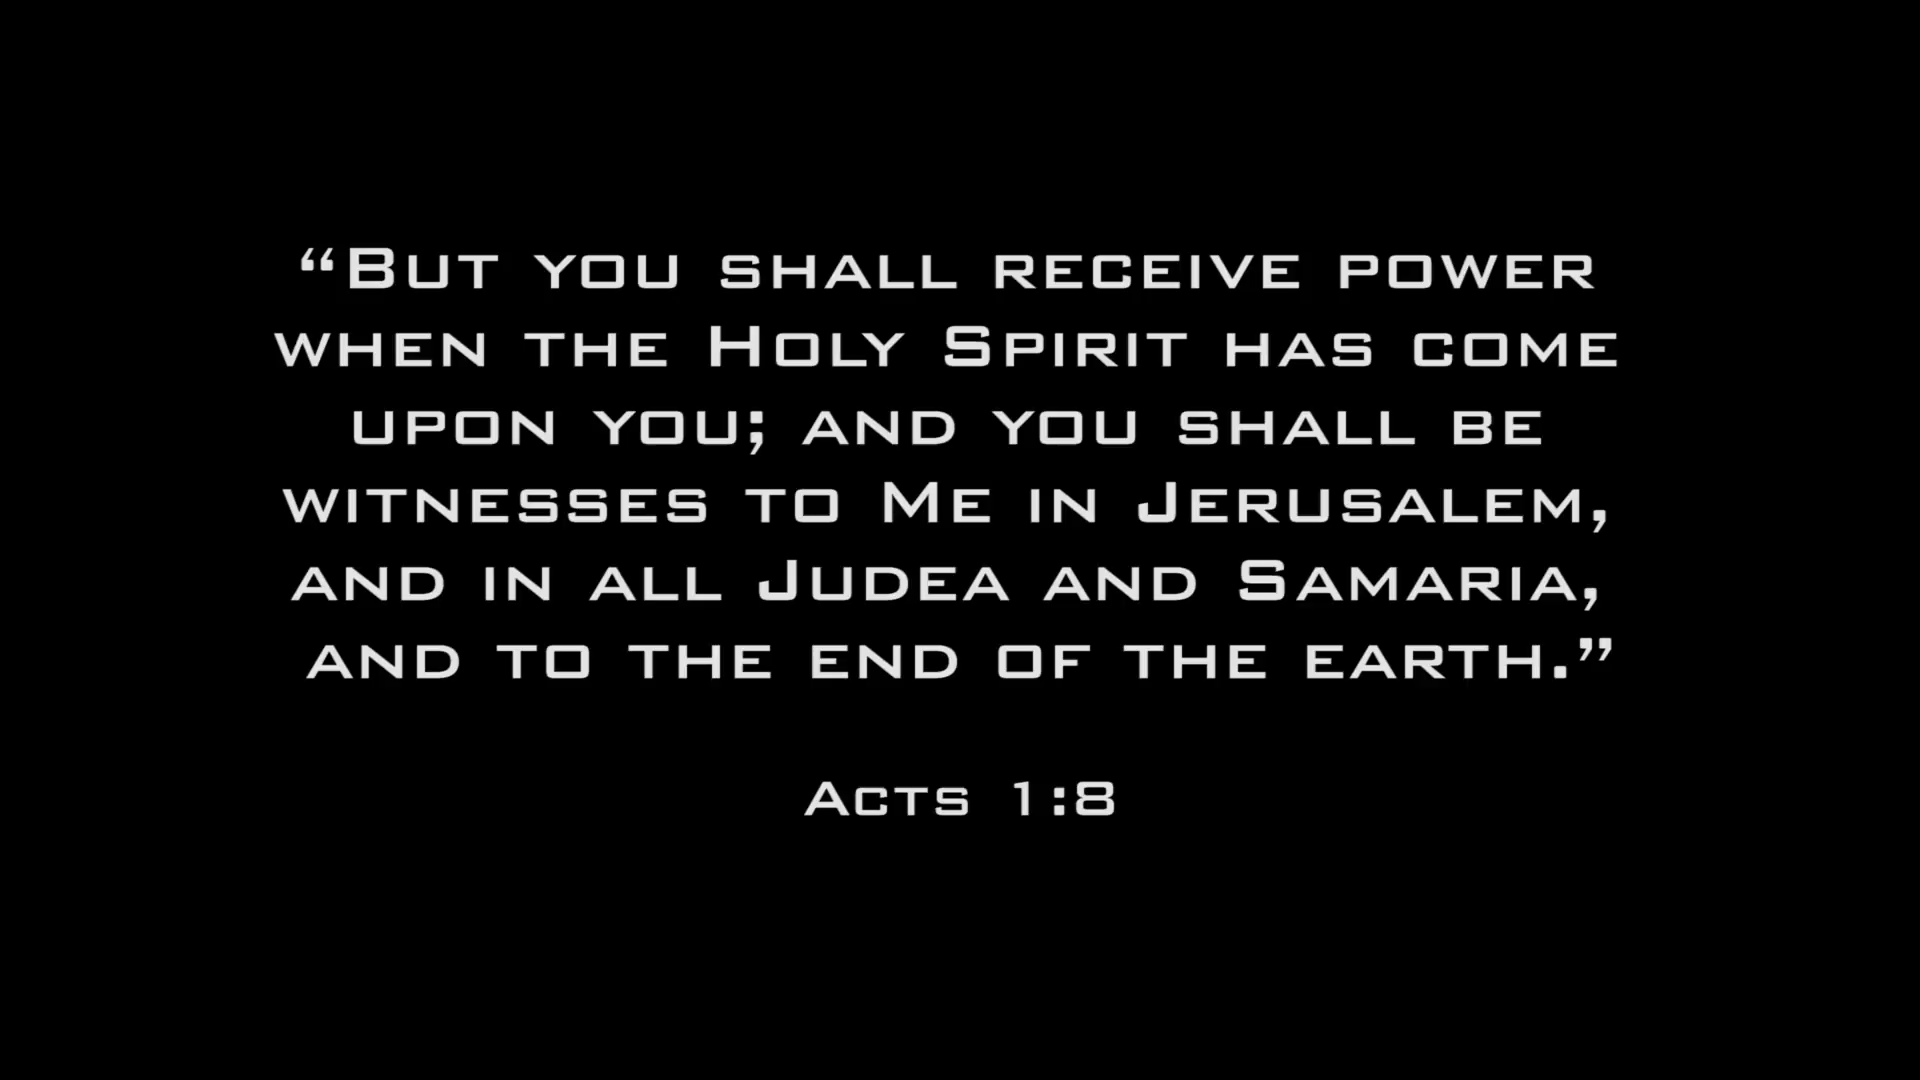 “But you shall receive power
when the Holy Spirit has come
upon you; and you shall be
witnesses to Me in Jerusalem,
and in all Judea and Samaria,
and to the end of the earth.”
Acts 1:8